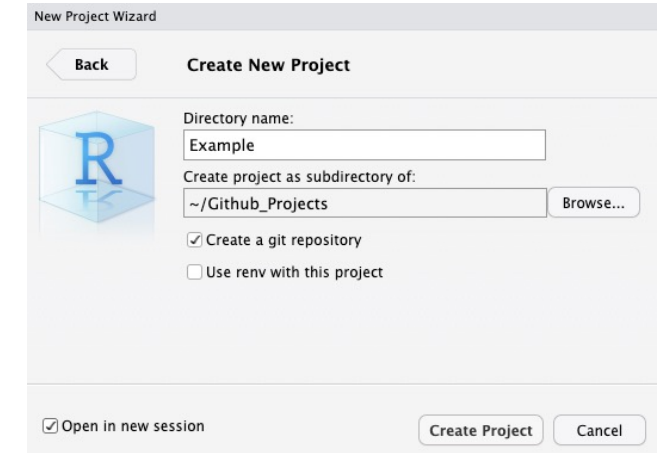 New Project Wizard
Back
Create New Project
R
Directory name:
Example
Create project as subdirectory of:
~/Github_Projects
Browse...
Create a git repository
Use renv with this project
Open in new session
Create Project
Cancel